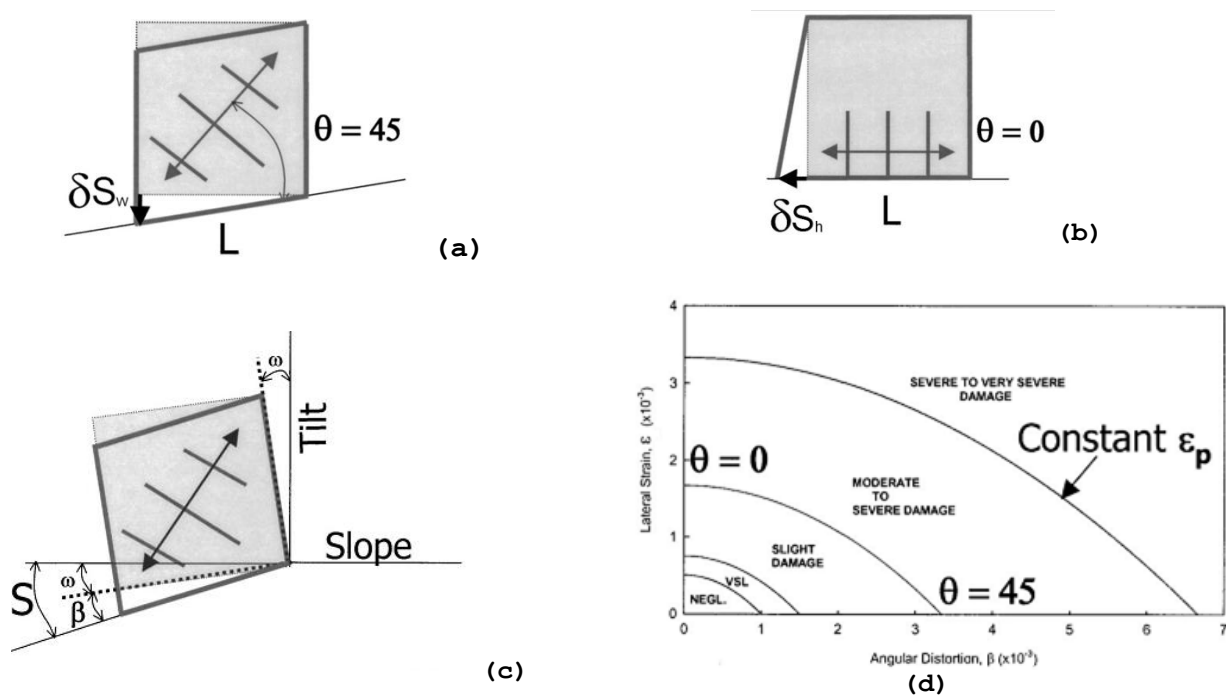 θ = 45
δSw
L
(a)
θ = 0
δSh
L
(b)
ω
Tilt
Slope
S
ω
β
(c)
4
3
2
1
0
Lateral Strain, ε (x10⁻³)
SEVERE TO VERY SEVERE
DAMAGE
Constant εp
θ = 0
MODERATE
TO
SEVERE DAMAGE
SLIGHT
DAMAGE
VSL
NEGL.
θ = 45
0 1 2 3 4 5 6 7
Angular Distortion, β (x10⁻³)
(d)